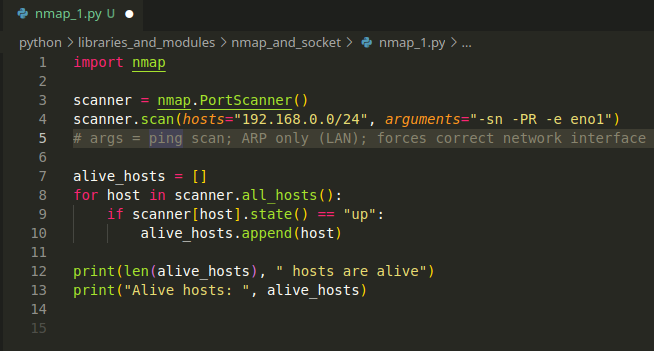 nmap_1.py U ●
python > libraries_and_modules > nmap_and_socket > nmap_1.py > ...
1 import nmap
2
3 scanner = nmap.PortScanner()
4 scanner.scan(hosts="192.168.0.0/24", arguments="-sn -PR -e eno1")
5 # args = ping scan; ARP only (LAN); forces correct network interface
6
7 alive_hosts = []
8 for host in scanner.all_hosts():
9     if scanner[host].state() == "up":
10         alive_hosts.append(host)
11
12 print(len(alive_hosts), " hosts are alive")
13 print("Alive hosts: ", alive_hosts)
14
15